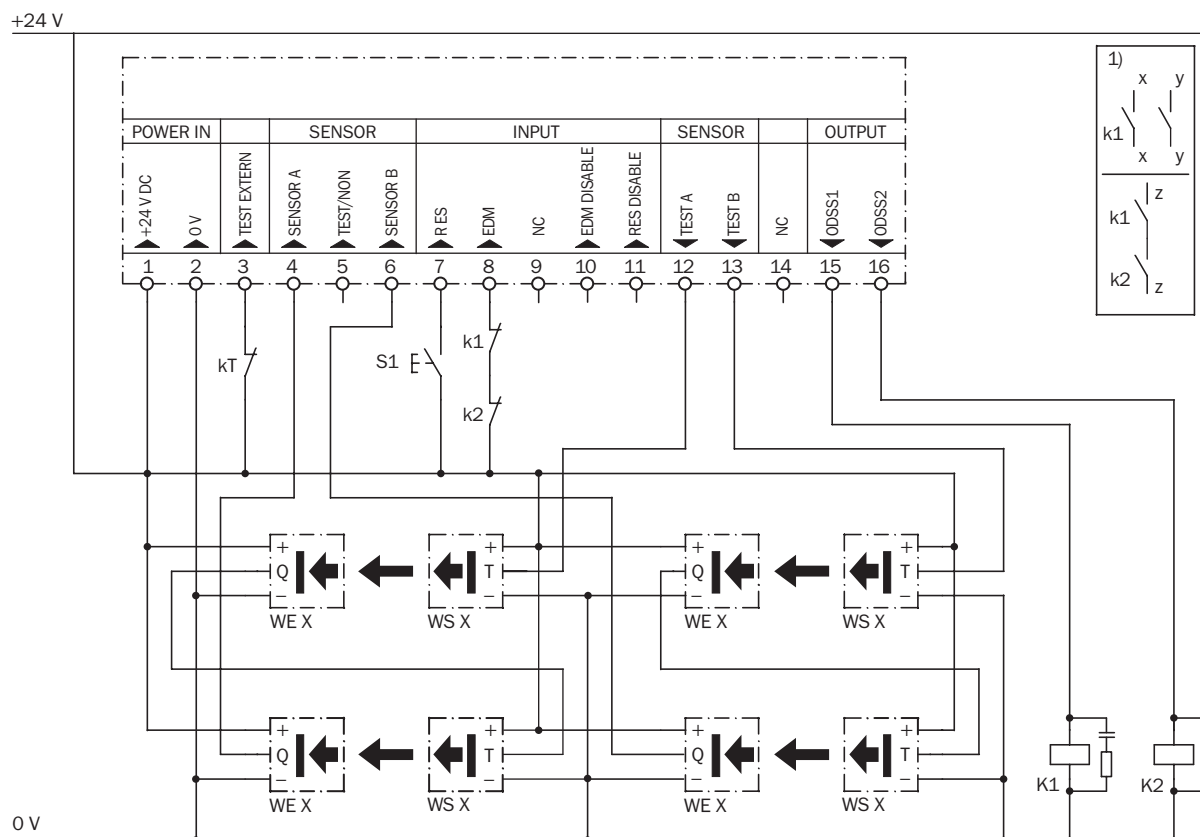 +24 V
1)
x y
k1
x y
z
k1
k2 z
POWER IN SENSOR INPUT SENSOR OUTPUT
+24 V DC
0 V
TEST EXTERN
SENSOR A
TEST/NON
SENSOR B
RES
EDM
NC
EDM DISABLE
RES DISABLE
TEST A
TEST B
NC
ODSS1
ODSS2
1 2 3 4 5 6 7 8 9 10 11 12 13 14 15 16
kT S1 k1
k2
+ + + +
Q T Q T
– – – –
WE X WS X WE X WS X
+ + + +
Q T Q T
– – – –
WE X WS X WE X WS X
K1 K2
0 V